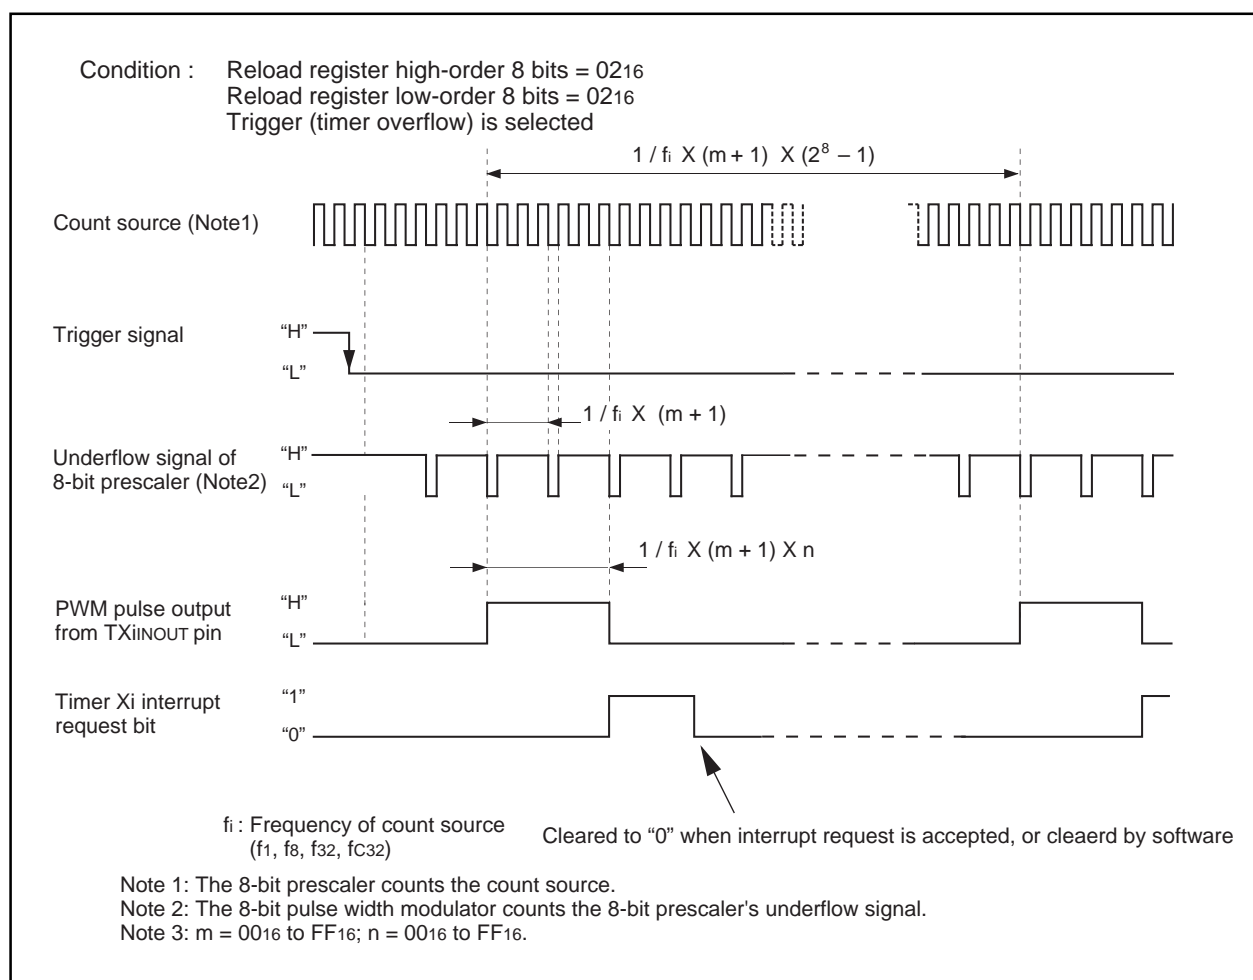 Condition : Reload register high-order 8 bits = 0216
Reload register low-order 8 bits = 0216
Trigger (timer overflow) is selected
1 / fi X (m + 1) X (2⁸ – 1)
Count source (Note1)
Trigger signal
“H”
“L”
1 / fi X (m + 1)
Underflow signal of
8-bit prescaler (Note2)
“H”
“L”
1 / fi X (m + 1) X n
PWM pulse output
from TXiINOUT pin
“H”
“L”
Timer Xi interrupt
request bit
“1”
“0”
fi : Frequency of count source
(f1, f8, f32, fC32)
Cleared to “0” when interrupt request is accepted, or cleaerd by software
Note 1: The 8-bit prescaler counts the count source.
Note 2: The 8-bit pulse width modulator counts the 8-bit prescaler's underflow signal.
Note 3: m = 0016 to FF16; n = 0016 to FF16.